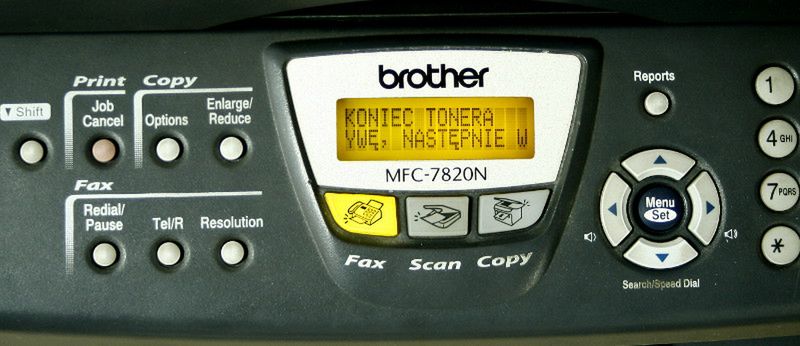 Print
Copy
▼ Shift
Job Cancel
Options
Enlarge/ Reduce
Fax
Redial/ Pause
Tel/R
Resolution
brother
KONIEC TONERA
YWĘ, NASTĘPNIE W
MFC-7820N
Fax
Scan
Copy
Reports
Menu
Set
Search/Speed Dial
1
4 GHI
7 PQRS
*